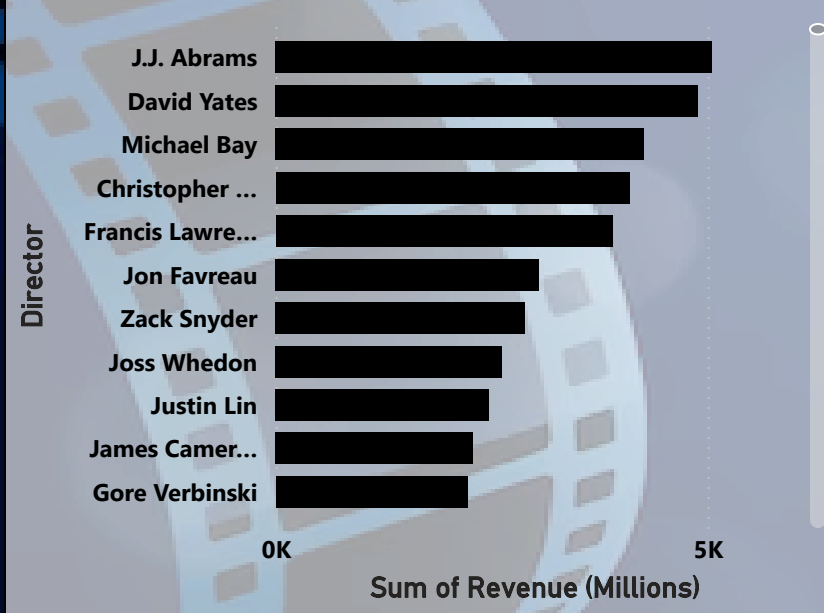 Director
J.J. Abrams
David Yates
Michael Bay
Christopher ...
Francis Lawre...
Jon Favreau
Zack Snyder
Joss Whedon
Justin Lin
James Camer...
Gore Verbinski
0K 5K
Sum of Revenue (Millions)